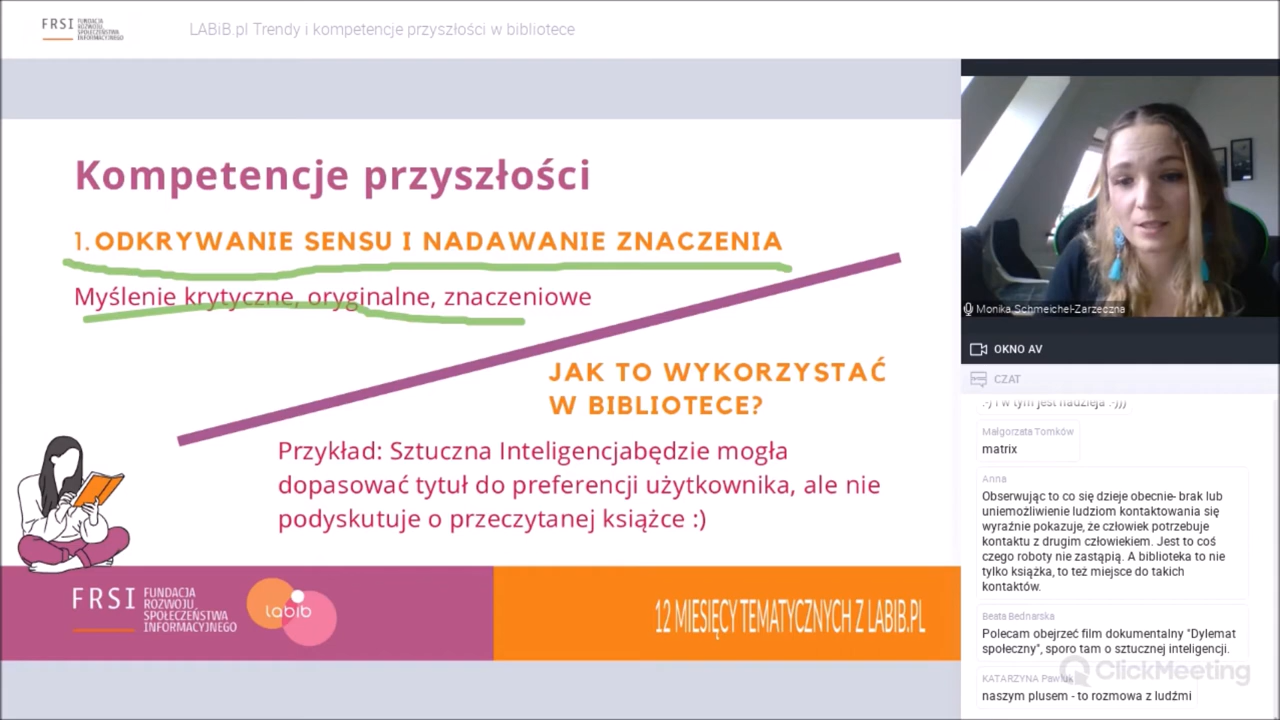 FRSI FUNDACJA
ROZWOJU
SPOŁECZEŃSTWA
INFORMACYJNEGO
LABiB.pl Trendy i kompetencje przyszłości w bibliotece
Kompetencje przyszłości
1. ODKRYWANIE SENSU I NADAWANIE ZNACZENIA
Myślenie krytyczne, oryginalne, znaczeniowe
JAK TO WYKORZYSTAĆ
W BIBLIOTECE?
Przykład: Sztuczna Inteligencjabędzie mogła
dopasować tytuł do preferencji użytkownika, ale nie
podyskutuje o przeczytanej książce :)
FRSI FUNDACJA
ROZWOJU
SPOŁECZEŃSTWA
INFORMACYJNEGO
labib
12 MIESIĘCY TEMATYCZNYCH Z LABIB.PL
Monika Schmeichel-Zarzeczna
OKNO AV
CZAT
:-) i w tym jest nadzieja :-)))
Małgorzata Tomków
matrix
Anna
Obserwując to co się dzieje obecnie- brak lub
uniemożliwienie ludziom kontaktowania się
wyraźnie pokazuje, że człowiek potrzebuje
kontaktu z drugim człowiekiem. Jest to coś
czego roboty nie zastąpią. A biblioteka to nie
tylko książka, to też miejsce do takich
kontaktów.
Beata Bednarska
Polecam obejrzeć film dokumentalny "Dylemat
społeczny", sporo tam o sztucznej inteligencji.
ClickMeeting
KATARZYNA Pawluk
naszym plusem - to rozmowa z ludźmi